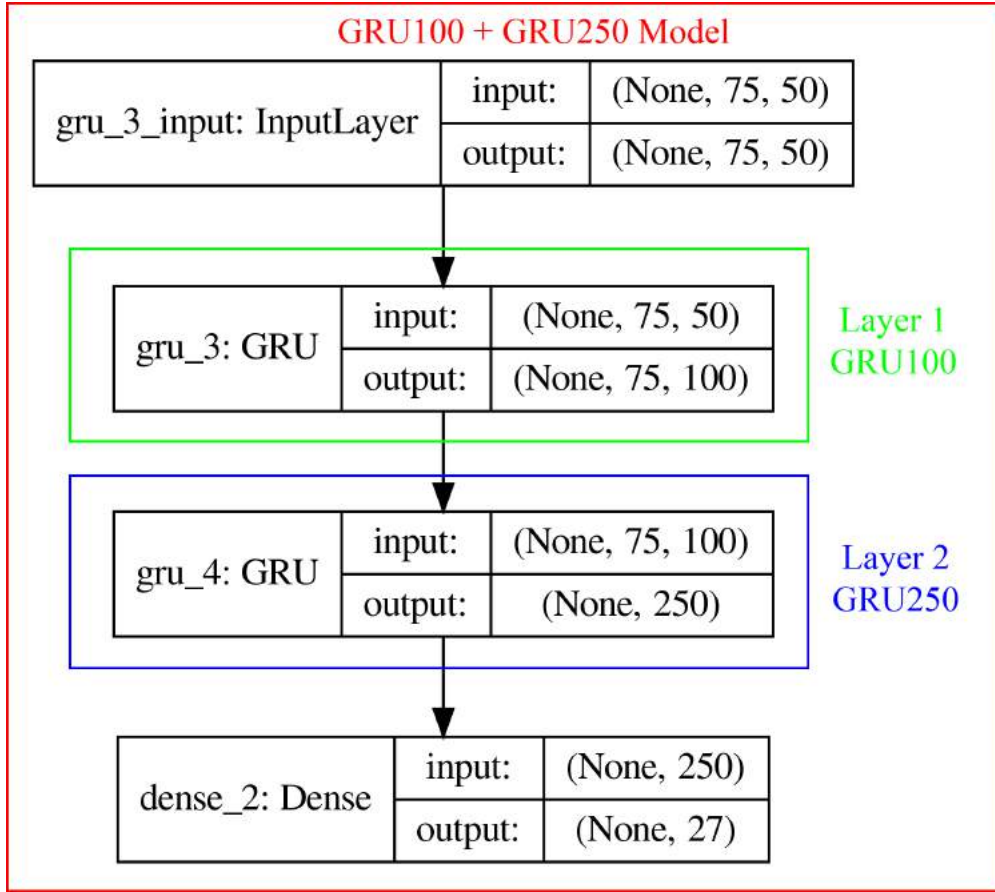 GRU100 + GRU250 Model
gru_3_input: InputLayer
input:
(None, 75, 50)
output:
(None, 75, 50)
gru_3: GRU
input:
(None, 75, 50)
output:
(None, 75, 100)
Layer 1
GRU100
gru_4: GRU
input:
(None, 75, 100)
output:
(None, 250)
Layer 2
GRU250
dense_2: Dense
input:
(None, 250)
output:
(None, 27)